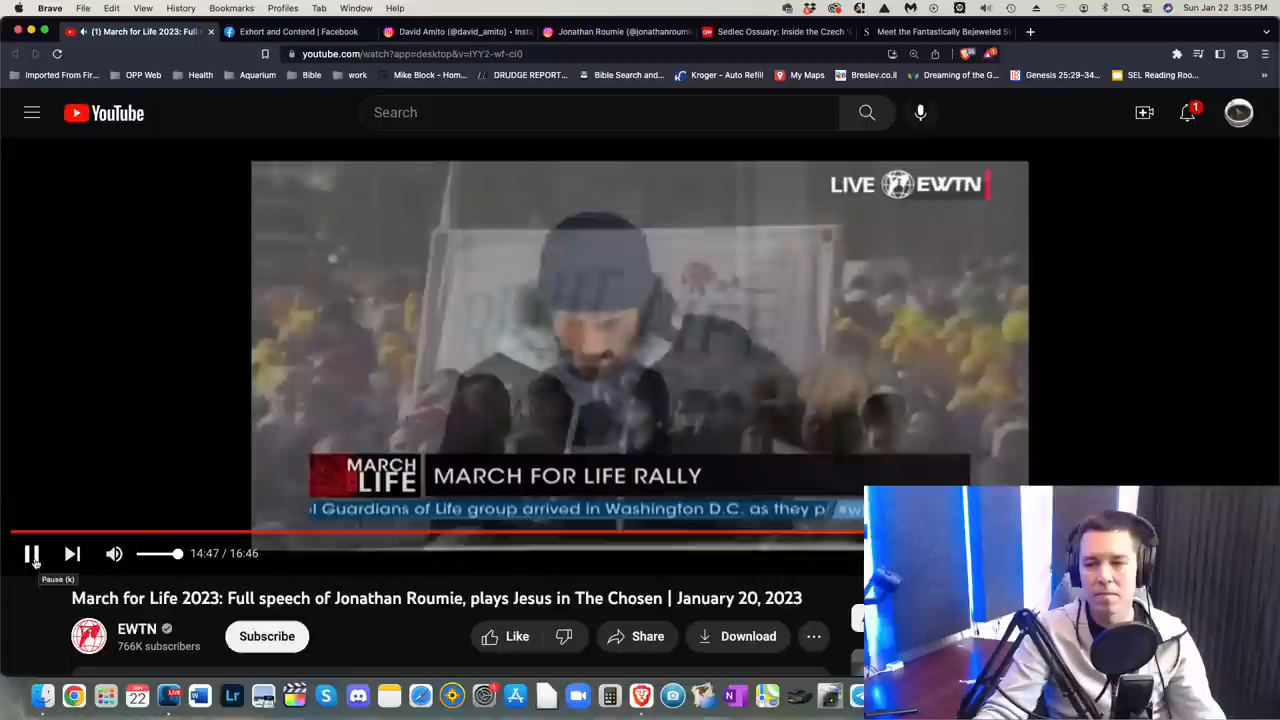 Brave File Edit View History Bookmarks Profiles Tab Window Help Sun Jan 22 3:35 PM
(1) March for Life 2023: Full Exhort and Contend | Facebook David Amito (@david_amito) • Inst Jonathan Roumie (@jonathanroumi Sedlec Ossuary: Inside the Czech Meet the Fantastically Bejeweled S
youtube.com/watch?app=desktop&v=IYY2-wf-cI0
Imported From Fir... OPP Web Health Aquarium Bible work Mike Block - Hom... DRUDGE REPORT... Bible Search and... Kroger - Auto Refill My Maps Breslev.co.il Dreaming of the G... Genesis 25:29-34... SEL Reading Roo...
YouTube
Search
1
LIVE EWTN
MARCH
LIFE
MARCH FOR LIFE RALLY
l Guardians of Life group arrived in Washington D.C. as they p #w
14:47 / 16:46
Pause (k)
March for Life 2023: Full speech of Jonathan Roumie, plays Jesus in The Chosen | January 20, 2023
EWTN
766K subscribers
Subscribe
Like
Share
Download